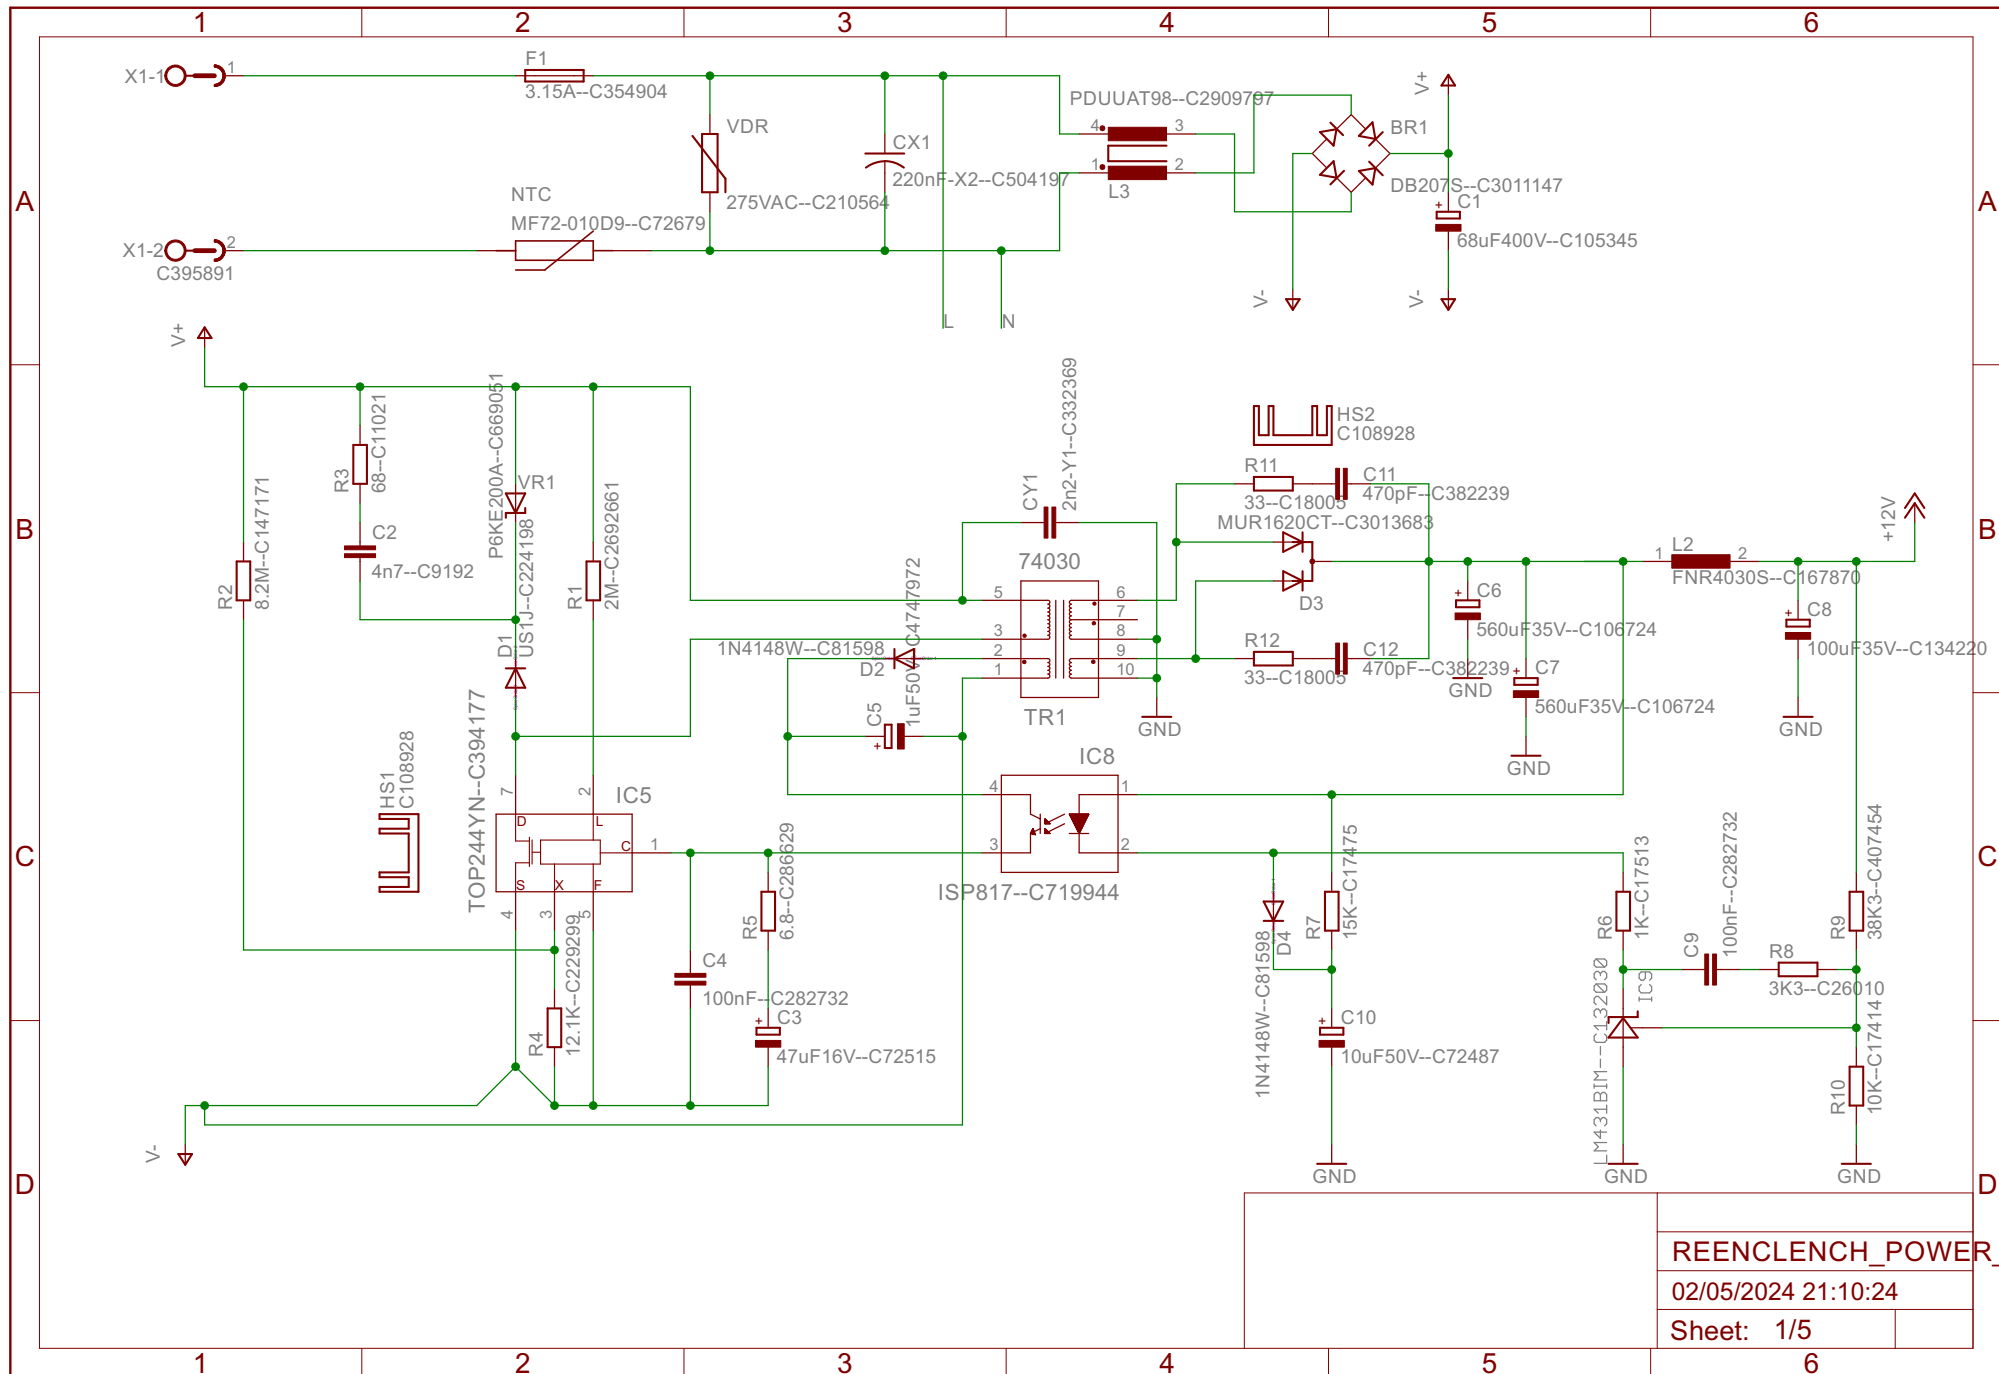 1 2 3 4 5 6
A
A
B
B
C
C
D
D
X1-1
1
F1
3.15A--C354904
VDR
275VAC--C210564
CX1
220nF-X2--C504197
PDUUAT98--C2909797
4
3
1
2
L3
V+
BR1
DB207S--C3011147
C1
68uF400V--C105345
NTC
MF72-010D9--C72679
X1-2
2
C395891
V-
V-
L
N
V+
R3
68--C11021
P6KE200A--C669051
VR1
R2
8.2M--C147171
C2
4n7--C9192
R1
2M--C2692661
D1
US1J--C224198
CY1
2n2-Y1--C332369
74030
5
3
2
1
6
7
8
9
10
TR1
GND
1N4148W--C81598
D2
C5
1uF50V--C4747972
HS2
C108928
R11
33--C18005
C11
470pF--C382239
MUR1620CT--C3013683
D3
R12
33--C18005
C12
470pF--C382239
C6
560uF35V--C106724
GND
C7
560uF35V--C106724
GND
L2
1
2
FNR4030S--C167870
+12V
C8
100uF35V--C134220
GND
HS1
C108928
TOP244YN--C394177
IC5
7
2
D
L
C
1
S
X
F
4
3
5
R4
12.1K--C229299
R5
6.8--C286629
C4
100nF--C282732
C3
47uF16V--C72515
V-
IC8
4
1
3
2
ISP817--C719944
1N4148W--C81598
D4
R7
15K--C17475
C10
10uF50V--C72487
GND
R6
1K--C17513
LM431BIM--C132030
IC9
GND
C9
100nF--C282732
R8
3K3--C26010
R9
38K3--C407454
R10
10K--C17414
GND
REENCLENCH_POWER_
02/05/2024 21:10:24
Sheet: 1/5
1 2 3 4 5 6